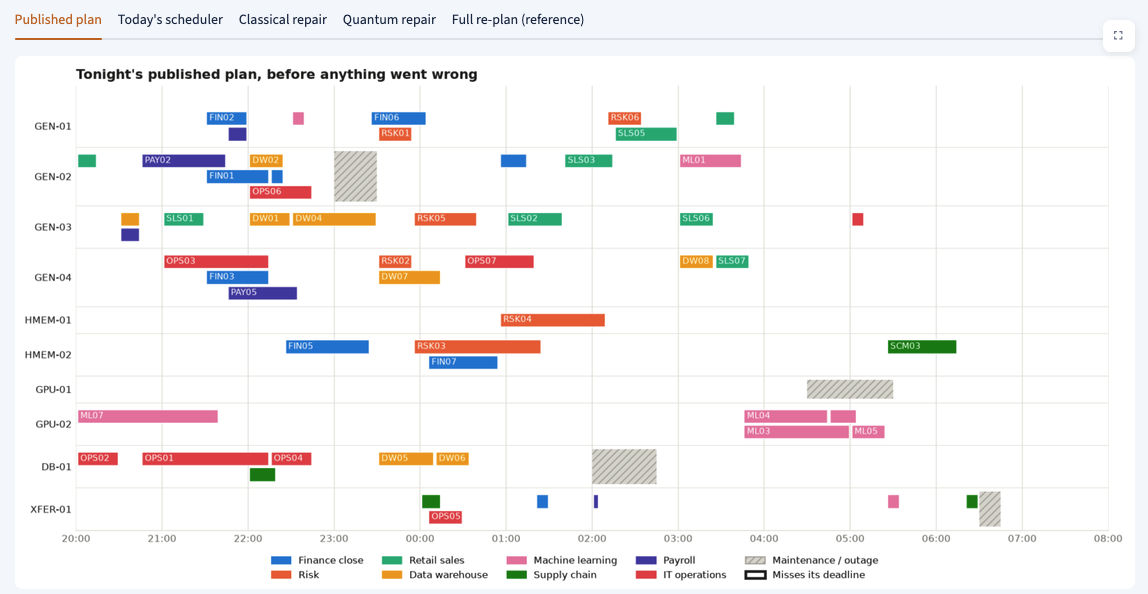 Published plan Today's scheduler Classical repair Quantum repair Full re-plan (reference)
Tonight's published plan, before anything went wrong
GEN-01
FIN02 FIN06 RSK06
RSK01 SLS05
GEN-02
PAY02 DW02 SLS03 ML01
FIN01
OPS06
GEN-03
SLS01 DW01 DW04 RSK05 SLS02 SLS06
GEN-04
OPS03 RSK02 OPS07 DW08 SLS07
FIN03 DW07
PAY05
HMEM-01
RSK04
HMEM-02
FIN05 RSK03 SCM03
FIN07
GPU-01
GPU-02
ML07 ML04
ML03 ML05
DB-01
OPS02 OPS01 OPS04 DW05 DW06
XFER-01
OPS05
20:00 21:00 22:00 23:00 00:00 01:00 02:00 03:00 04:00 05:00 06:00 07:00 08:00
Finance close Retail sales Machine learning Payroll Maintenance / outage
Risk Data warehouse Supply chain IT operations Misses its deadline